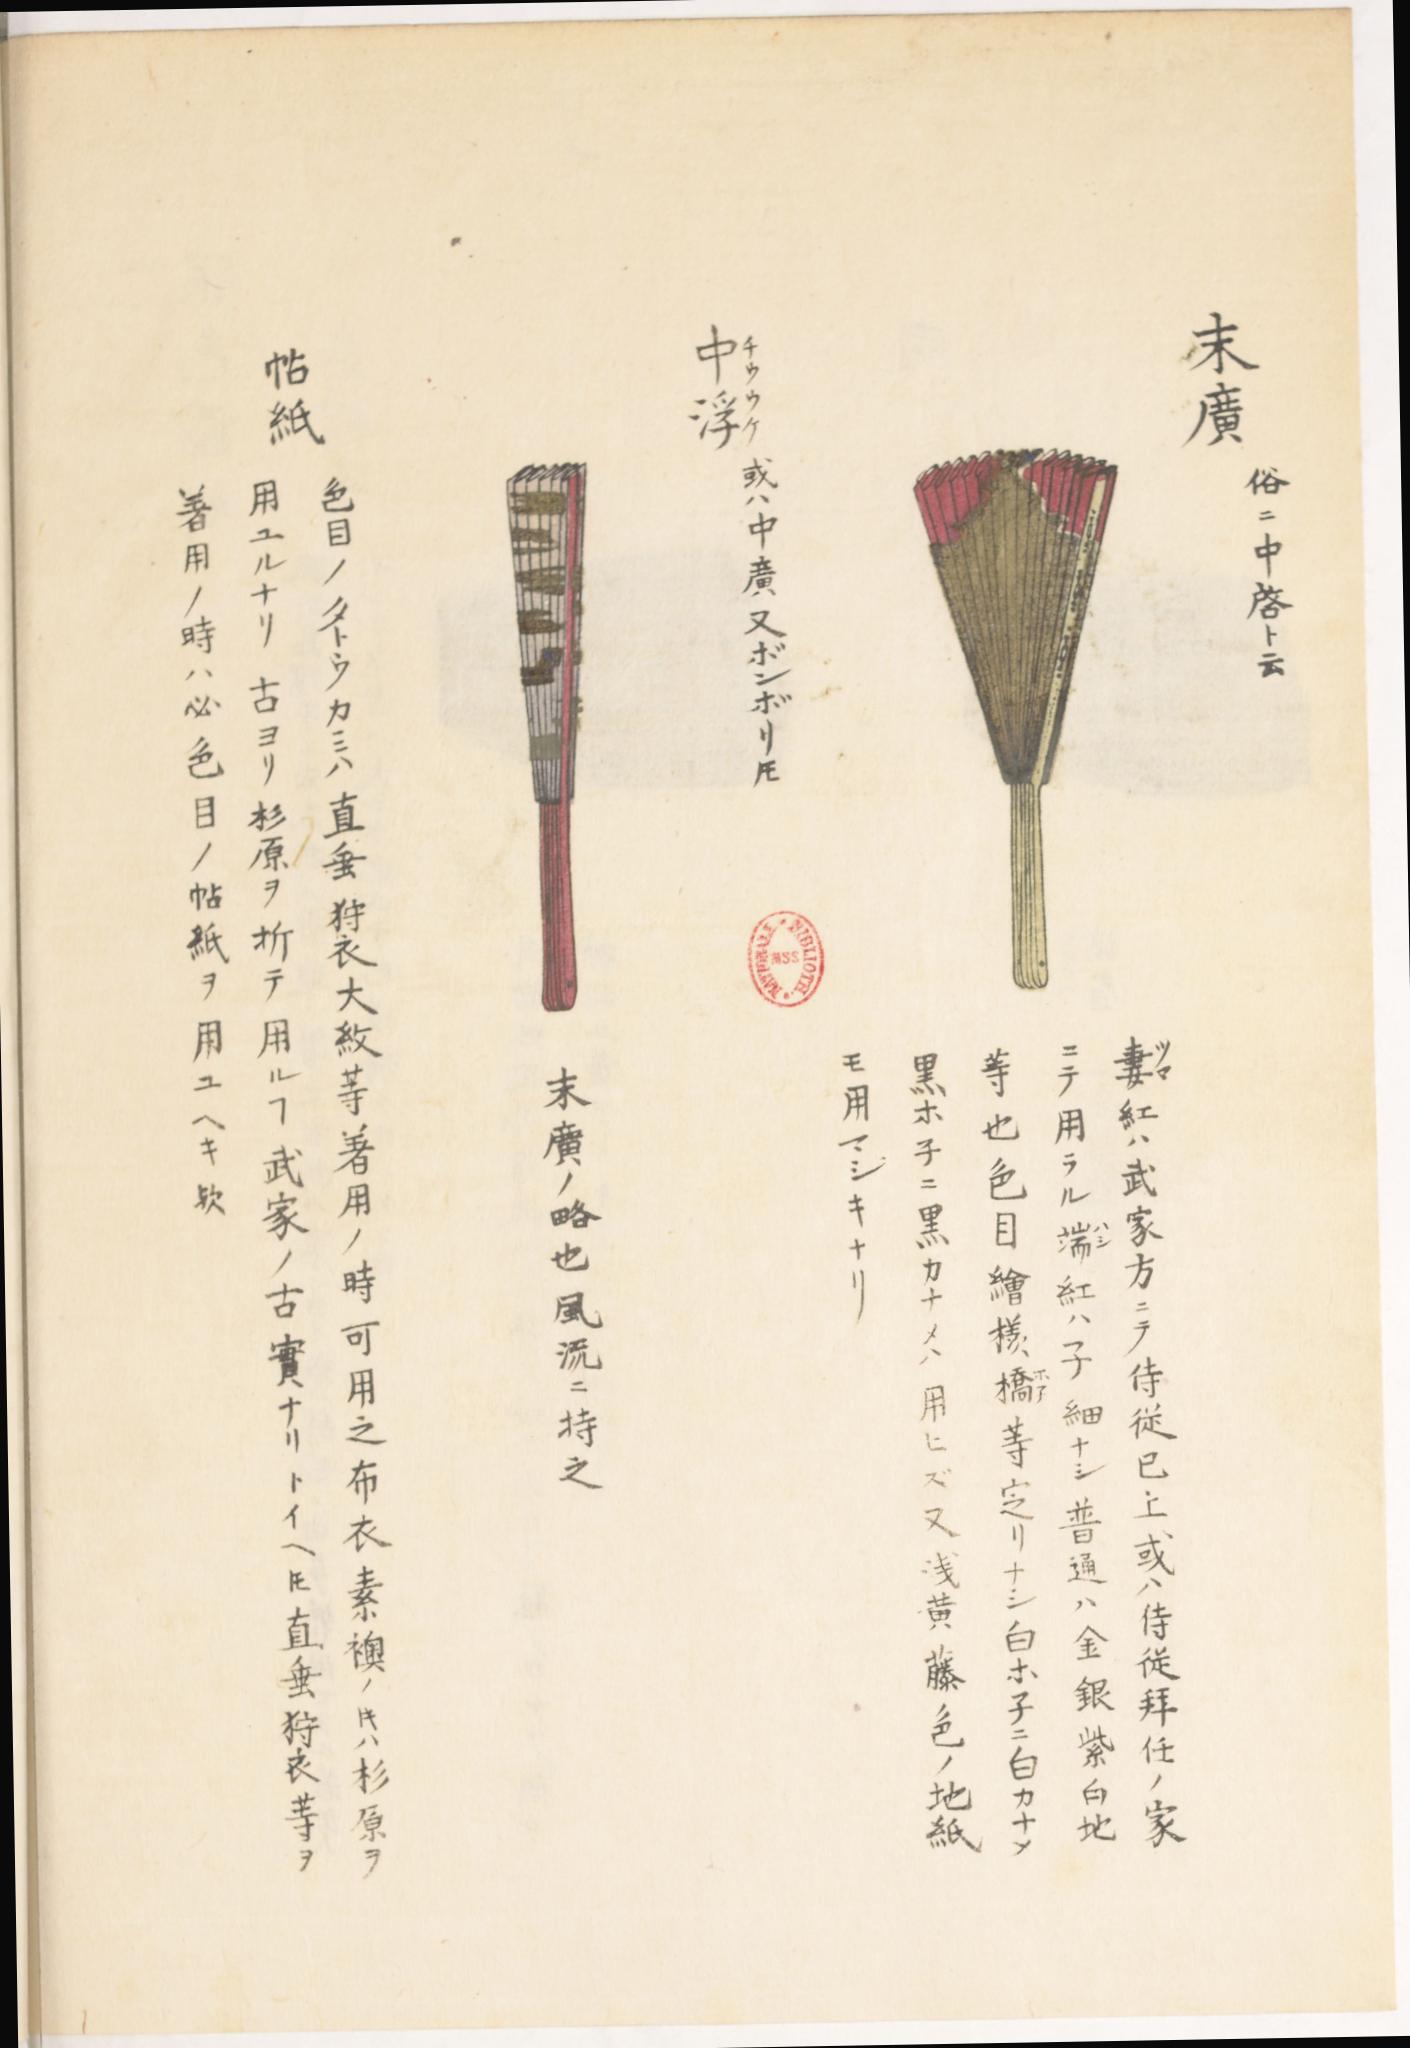 末廣
俗ニ中啓ト云
妻紅ハ武家方ニテ侍従已上或ハ侍従拜任ノ家
ツマ
ニテ用ラル端紅ハ子細ナシ普通ハ金銀紫白地
ハシ
等也色目繪様橋等定リナシ白ホ子ニ白カナメ
黒ホ子ニ黒カナメハ用ヒズ又浅黄藤色ノ地紙
モ用マジキナリ
中浮
チウウケ
或ハ中廣又ボンボリ𪜈
末廣ノ略也風流ニ持之
帖紙
色目ノタトウカミハ直垂狩衣大紋等著用ノ時可用之布衣素襖ノ𪜈ハ杉原ヲ
用ユルナリ古ヨリ杉原ヲ折テ用ルヿ武家ノ古實ナリトイヘ𪜈直垂狩衣等ヲ
著用ノ時ハ必色目ノ帖紙ヲ用ユヘキ欤
BIBLIOTH. NATIONALE MSS